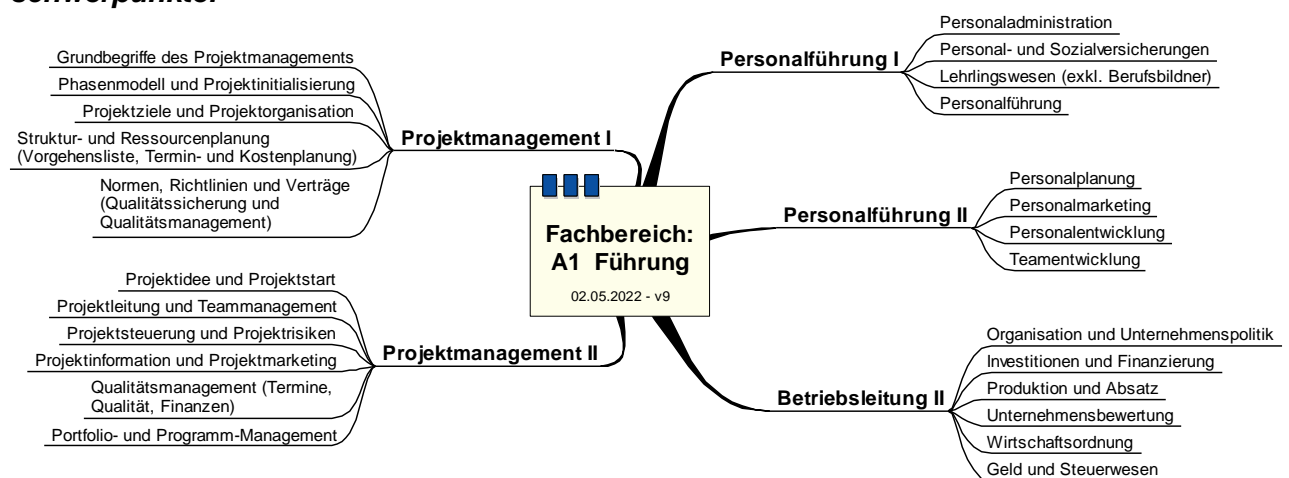 Grundbegriffe des Projektmanagements
Phasenmodell und Projektinitialisierung
Projektziele und Projektorganisation
Struktur- und Ressourcenplanung
(Vorgehensliste, Termin- und Kostenplanung)
Normen, Richtlinien und Verträge
(Qualitätssicherung und
Qualitätsmanagement)
Projektmanagement I
Projektidee und Projektstart
Projektleitung und Teammanagement
Projektsteuerung und Projektrisiken
Projektinformation und Projektmarketing
Qualitätsmanagement (Termine,
Qualität, Finanzen)
Portfolio- und Programm-Management
Projektmanagement II
Fachbereich:
A1 Führung
02.05.2022 - v9
Personalführung I
Personaladministration
Personal- und Sozialversicherungen
Lehrlingswesen (exkl. Berufsbildner)
Personalführung
Personalführung II
Personalplanung
Personalmarketing
Personalentwicklung
Teamentwicklung
Betriebsleitung II
Organisation und Unternehmenspolitik
Investitionen und Finanzierung
Produktion und Absatz
Unternehmensbewertung
Wirtschaftsordnung
Geld und Steuerwesen